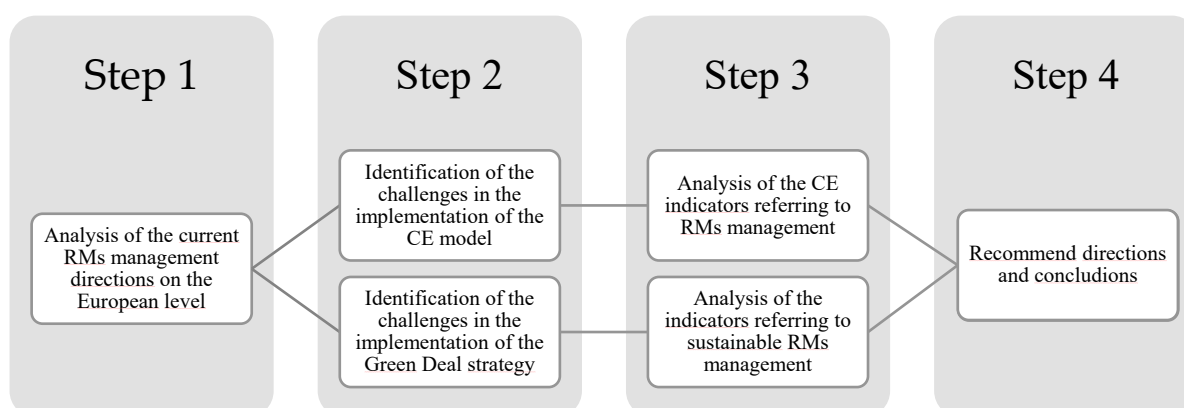 Step 1
Analysis of the current
RMs management
directions on the
European level
Step 2
Identification of the
challenges in the
implementation of the
CE model
Identification of the
challenges in the
implementation of the
Green Deal strategy
Step 3
Analysis of the CE
indicators referring to
RMs management
Analysis of the
indicators referring to
sustainable RMs
management
Step 4
Recommend directions
and concludions